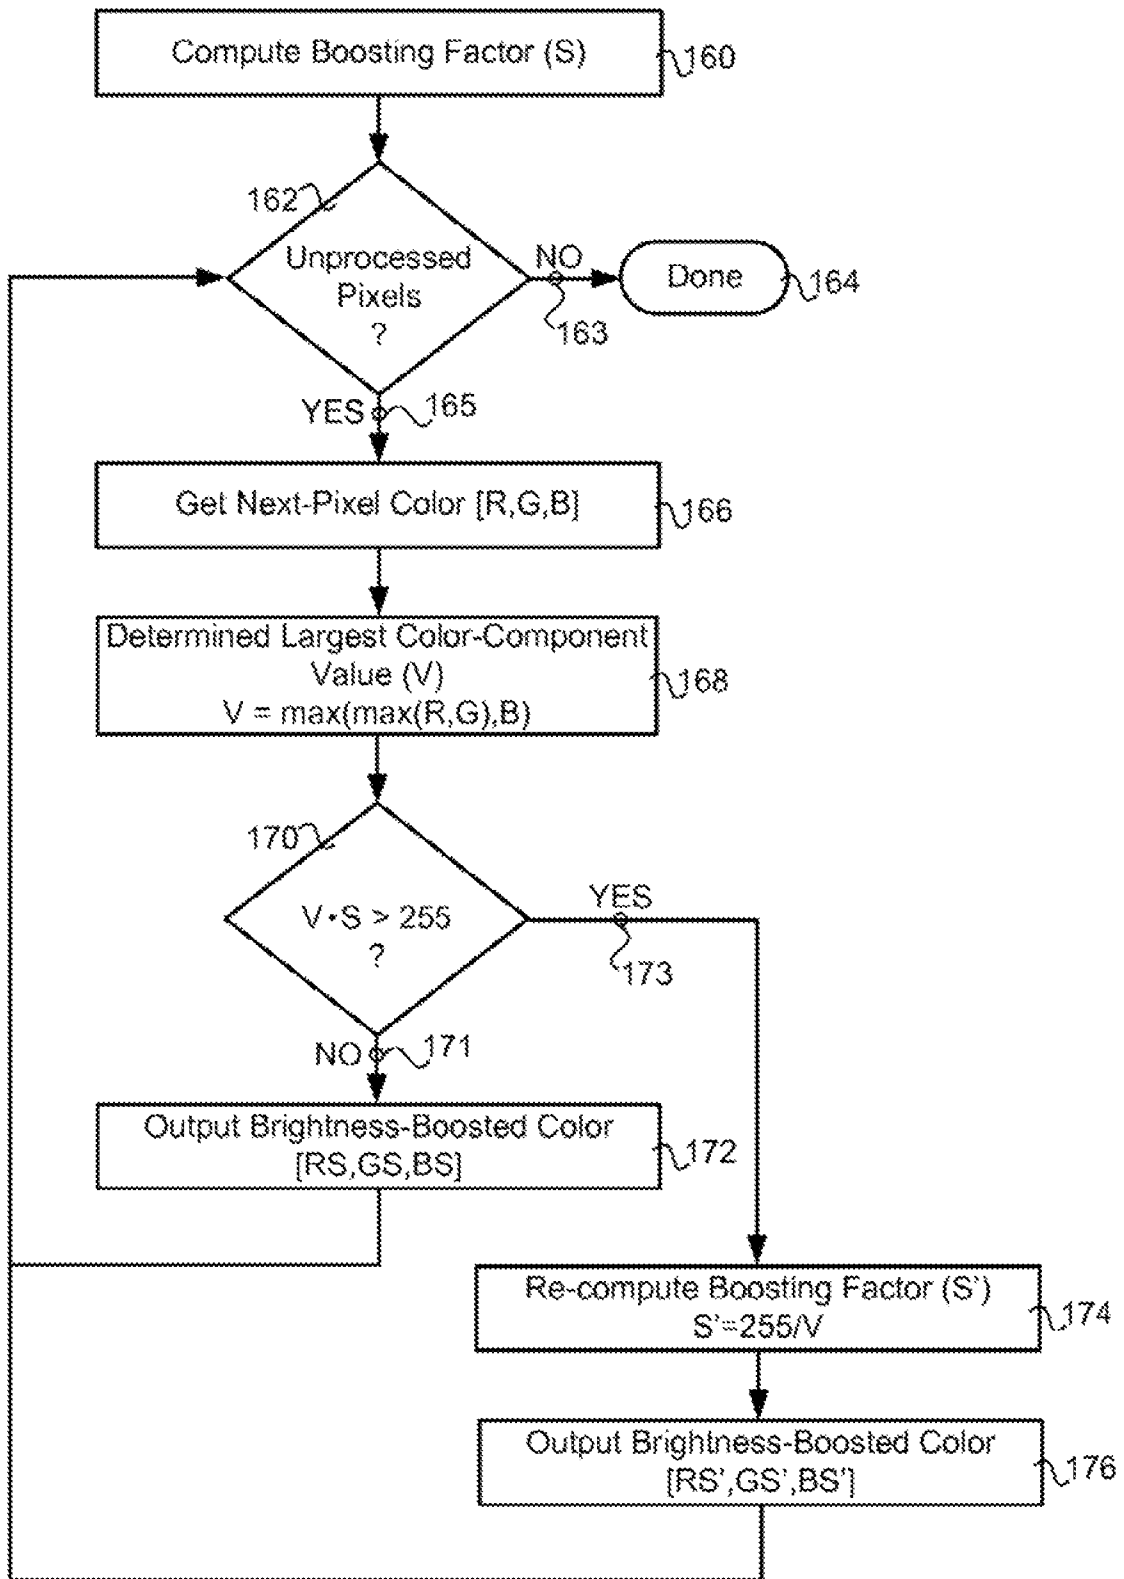 Compute Boosting Factor (S)
160
162
Unprocessed
Pixels
?
NO
163
Done
164
YES
165
Get Next-Pixel Color [R,G,B]
166
Determined Largest Color-Component
Value (V)
V = max(max(R,G),B)
168
170
V•S > 255
?
YES
173
NO
171
Output Brightness-Boosted Color
[RS,GS,BS]
172
Re-compute Boosting Factor (S')
S'=255/V
174
Output Brightness-Boosted Color
[RS',GS',BS']
176